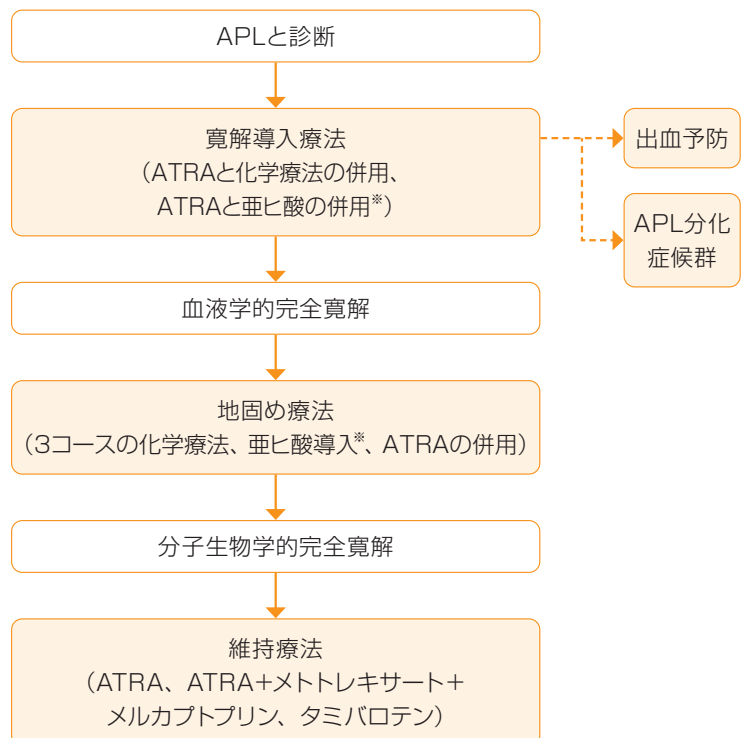 APLと診断
寛解導入療法
（ATRAと化学療法の併用、
ATRAと亜ヒ酸の併用※）
出血予防
APL分化
症候群
血液学的完全寛解
地固め療法
（3コースの化学療法、亜ヒ酸導入※、ATRAの併用）
分子生物学的完全寛解
維持療法
（ATRA、ATRA＋メトトレキサート＋
メルカプトプリン、タミバロテン）